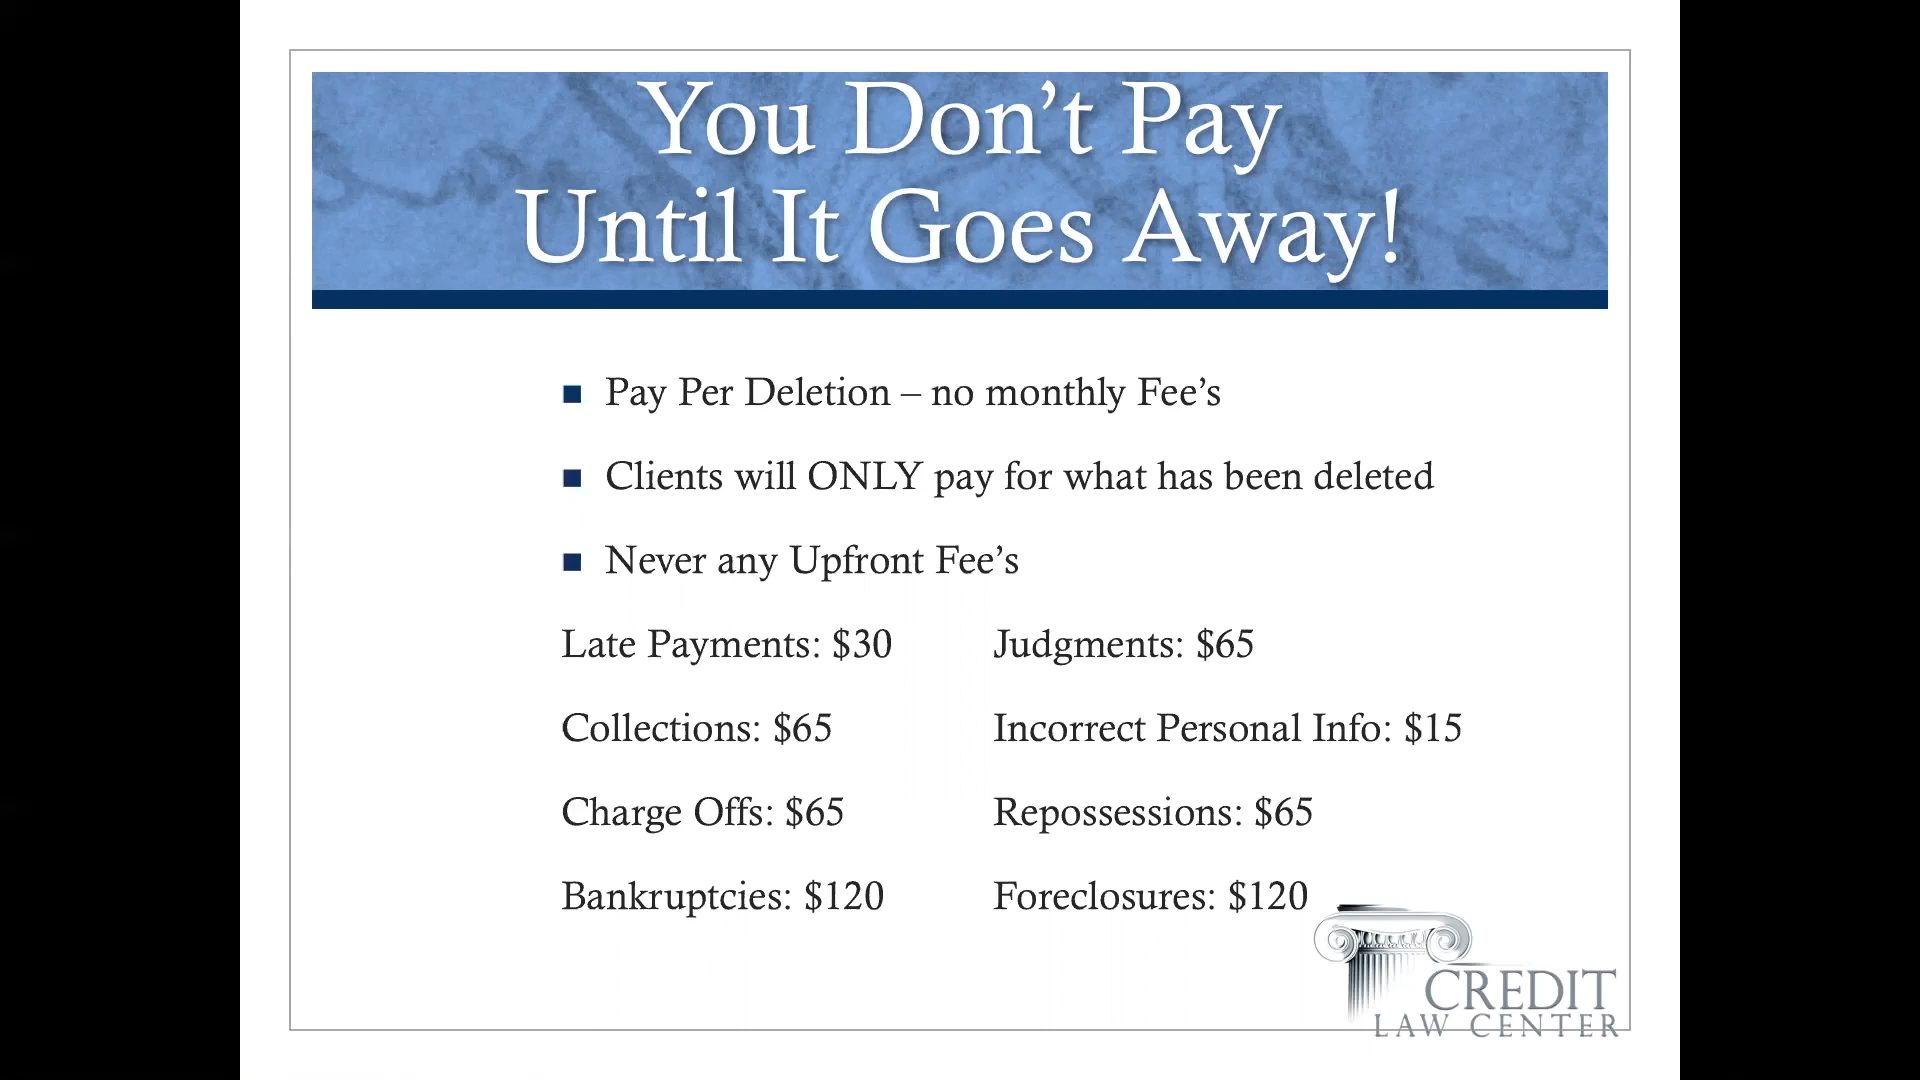 You Don’t Pay
Until It Goes Away!
Pay Per Deletion – no monthly Fee’s
Clients will ONLY pay for what has been deleted
Never any Upfront Fee’s
Late Payments: $30 Judgments: $65
Collections: $65 Incorrect Personal Info: $15
Charge Offs: $65 Repossessions: $65
Bankruptcies: $120 Foreclosures: $120
CREDIT
LAW CENTER